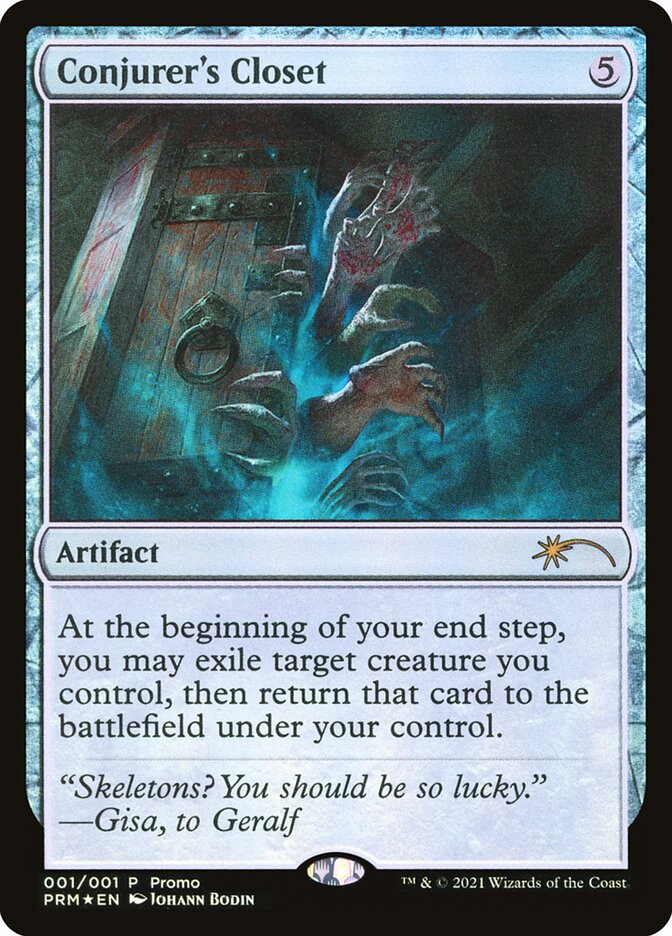 Conjurer's Closet 5
Artifact
At the beginning of your end step,
you may exile target creature you
control, then return that card to the
battlefield under your control.
“Skeletons? You should be so lucky.”
—Gisa, to Geralf
001/001 P Promo
PRM★EN Johann Bodin
™ & © 2021 Wizards of the Coast